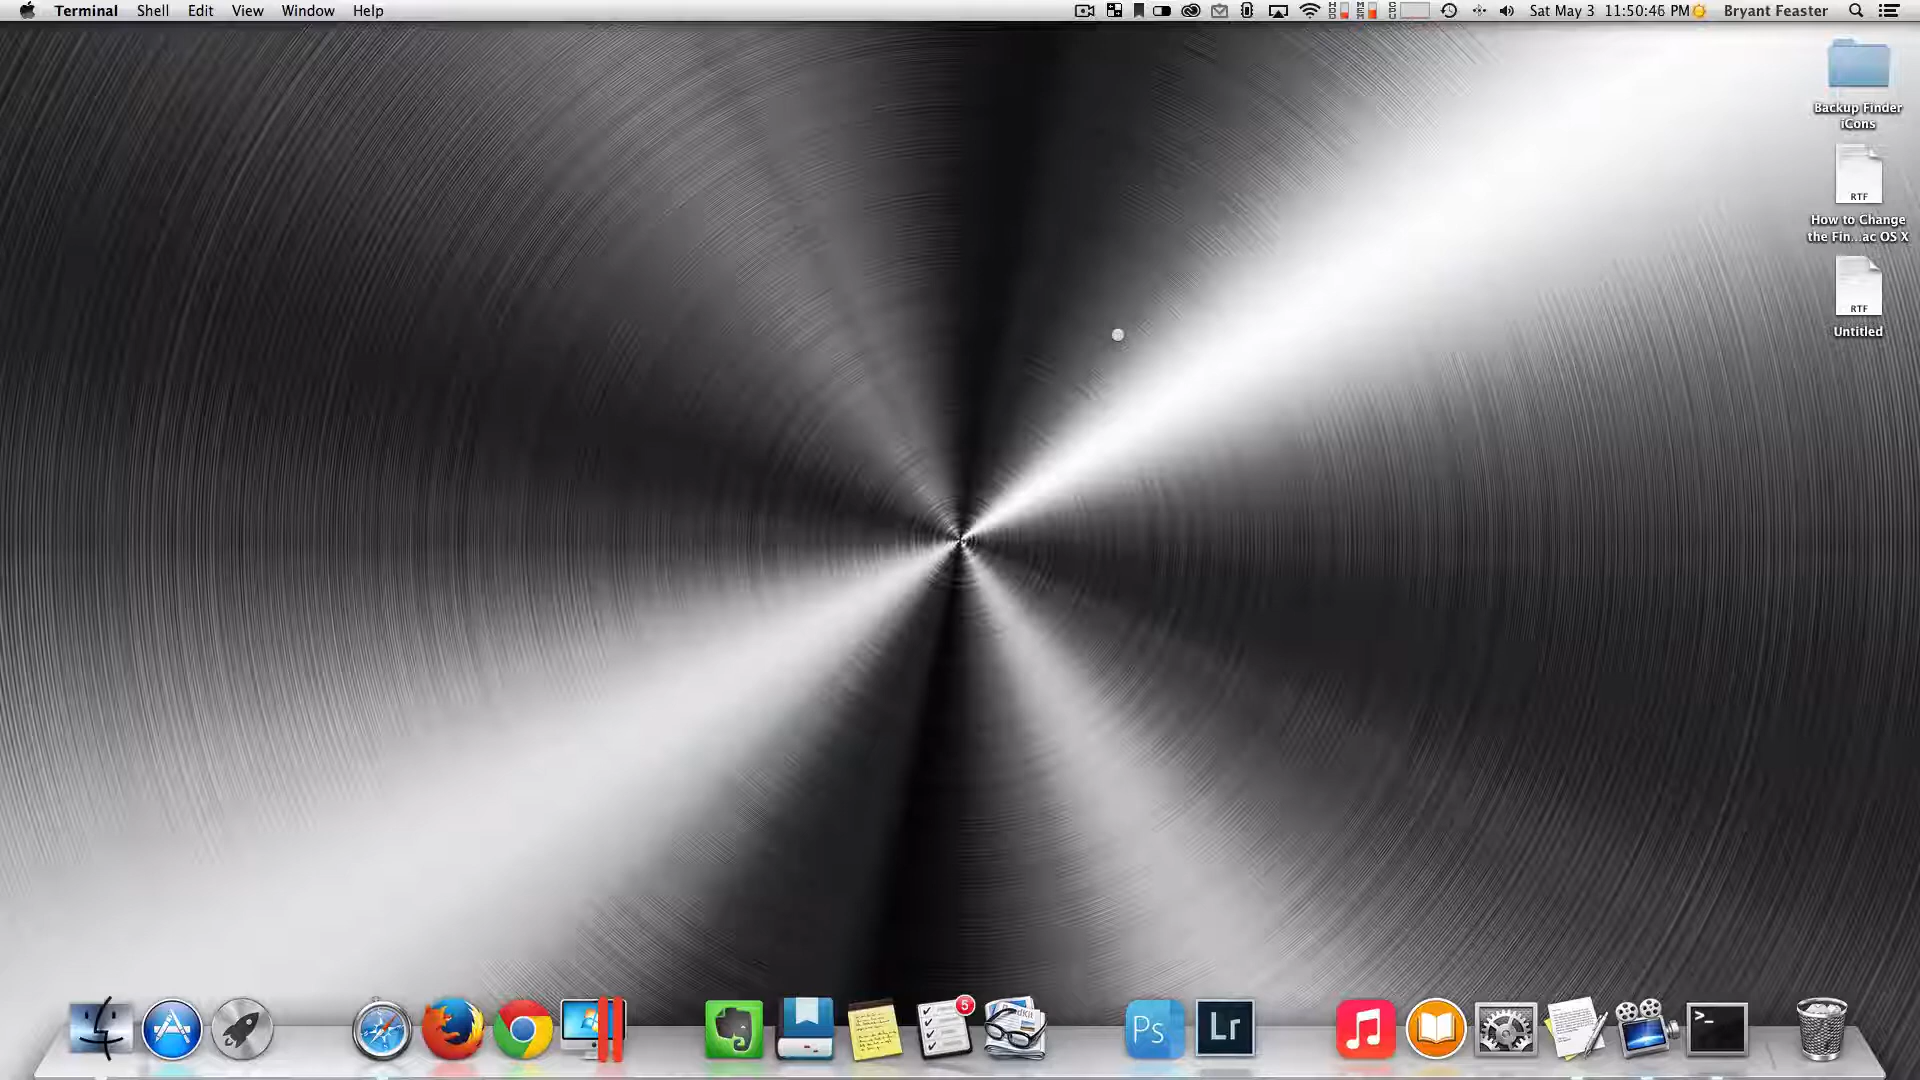 Terminal Shell Edit View Window Help Sat May 3 11:50:46 PM Bryant Feaster
Backup Finder
iCons
RTF
How to Change
the Fin...ac OS X
RTF
Untitled
5
Ps
Lr
>_